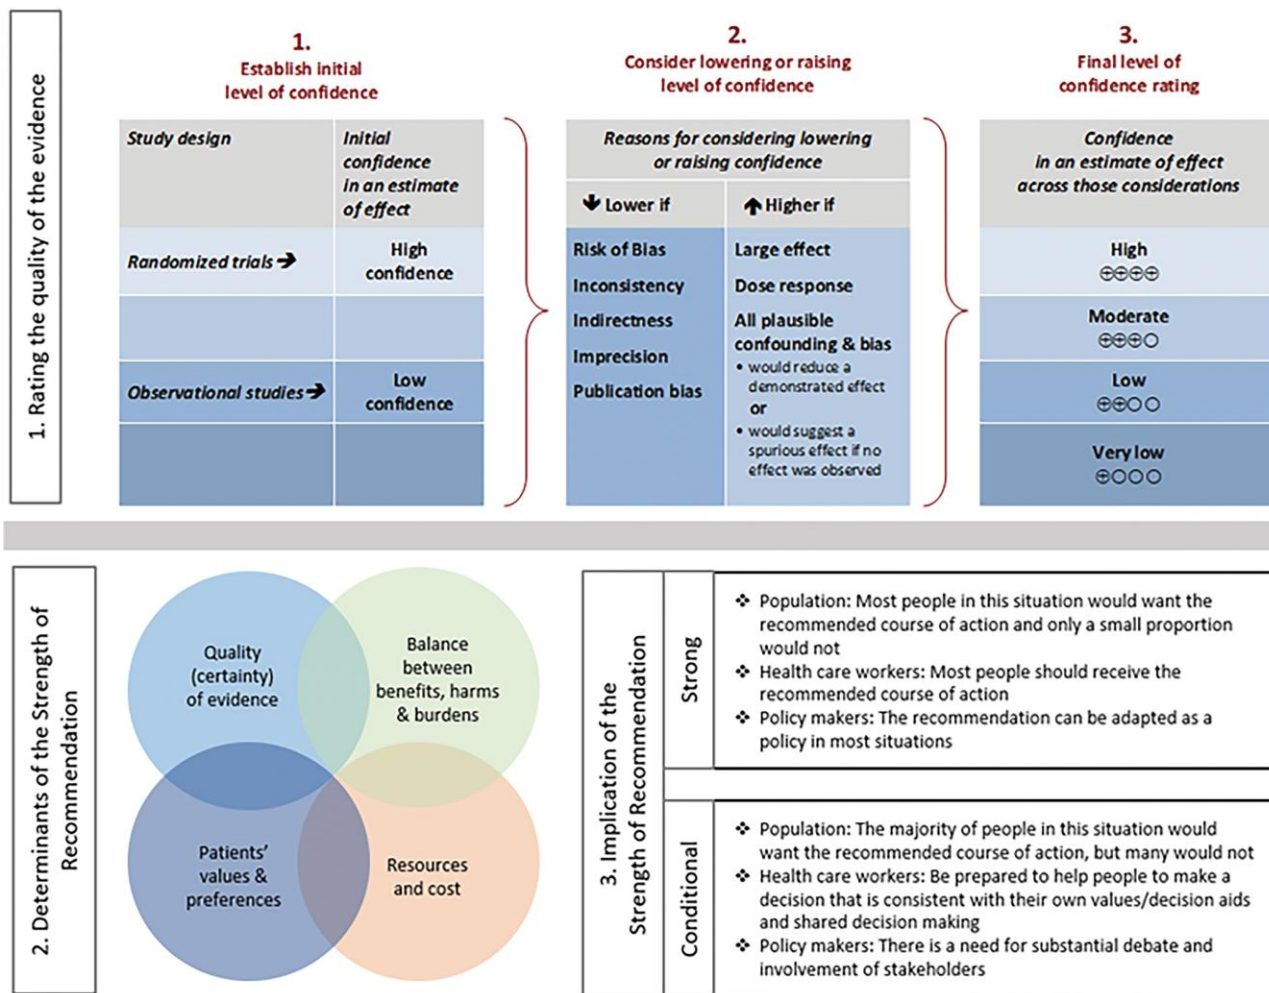 1. Rating the quality of the evidence
1.
Establish initial
level of confidence
Study design
Initial
confidence
in an estimate
of effect
Randomized trials ➔
High
confidence
Observational studies ➔
Low
confidence
2.
Consider lowering or raising
level of confidence
Reasons for considering lowering
or raising confidence
🡇 Lower if
🡅 Higher if
Risk of Bias
Inconsistency
Indirectness
Imprecision
Publication bias
Large effect
Dose response
All plausible
confounding & bias
• would reduce a
demonstrated effect
or
• would suggest a
spurious effect if no
effect was observed
3.
Final level of
confidence rating
Confidence
in an estimate of effect
across those considerations
High
⊕⊕⊕⊕
Moderate
⊕⊕⊕○
Low
⊕⊕○○
Very low
⊕○○○
2. Determinants of the Strength of
Recommendation
Quality
(certainty)
of evidence
Balance
between
benefits, harms
& burdens
Patients’
values &
preferences
Resources
and cost
3. Implication of the
Strength of Recommendation
Strong
❖ Population: Most people in this situation would want the
recommended course of action and only a small proportion
would not
❖ Health care workers: Most people should receive the
recommended course of action
❖ Policy makers: The recommendation can be adapted as a
policy in most situations
Conditional
❖ Population: The majority of people in this situation would
want the recommended course of action, but many would not
❖ Health care workers: Be prepared to help people to make a
decision that is consistent with their own values/decision aids
and shared decision making
❖ Policy makers: There is a need for substantial debate and
involvement of stakeholders